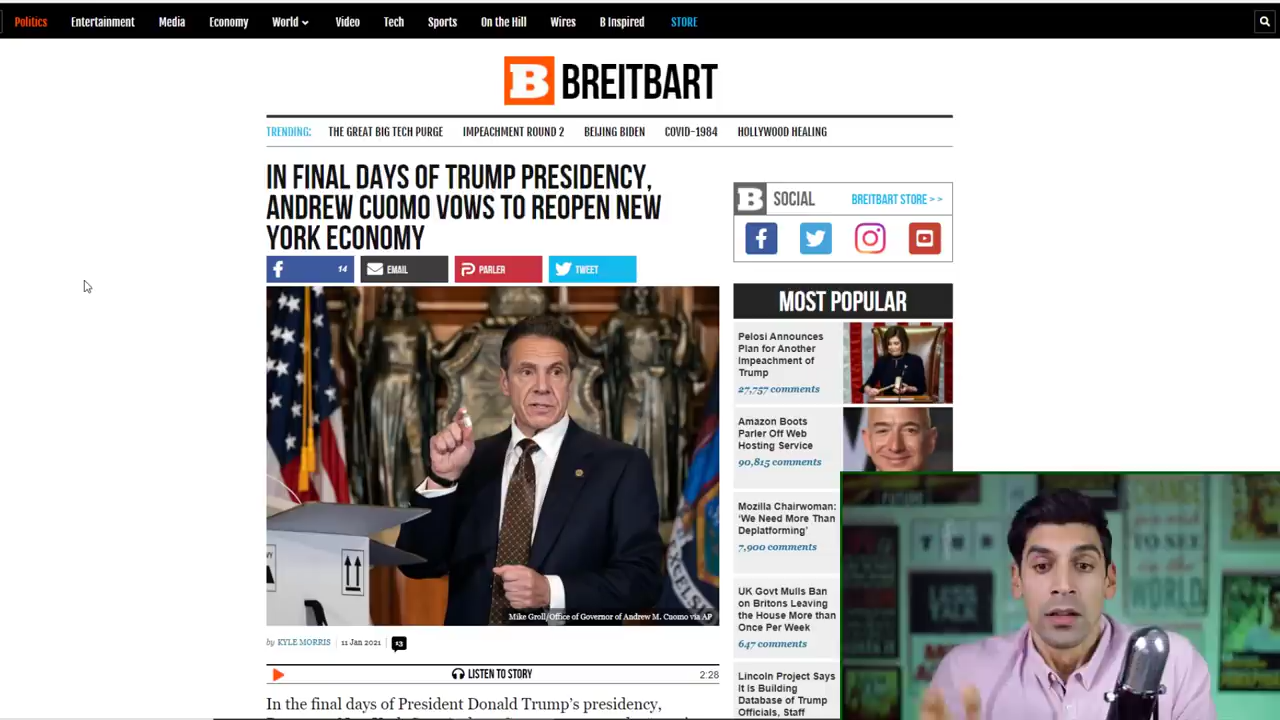 Politics Entertainment Media Economy World Video Tech Sports On the Hill Wires B Inspired STORE
B BREITBART
TRENDING: THE GREAT BIG TECH PURGE IMPEACHMENT ROUND 2 BEIJING BIDEN COVID-1984 HOLLYWOOD HEALING
IN FINAL DAYS OF TRUMP PRESIDENCY,
ANDREW CUOMO VOWS TO REOPEN NEW
YORK ECONOMY
14 EMAIL PARLER TWEET
Mike Groll/Office of Governor of Andrew M. Cuomo via AP
by KYLE MORRIS 11 Jan 2021 13
LISTEN TO STORY 2:28
In the final days of President Donald Trump's presidency,
B SOCIAL BREITBART STORE > >
MOST POPULAR
Pelosi Announces
Plan for Another
Impeachment of
Trump
27,757 comments
Amazon Boots
Parler Off Web
Hosting Service
90,815 comments
Mozilla Chairwoman:
'We Need More Than
Deplatforming'
7,900 comments
UK Govt Mulls Ban
on Britons Leaving
the House More than
Once Per Week
647 comments
Lincoln Project Says
It Is Building
Database of Trump
Officials, Staff